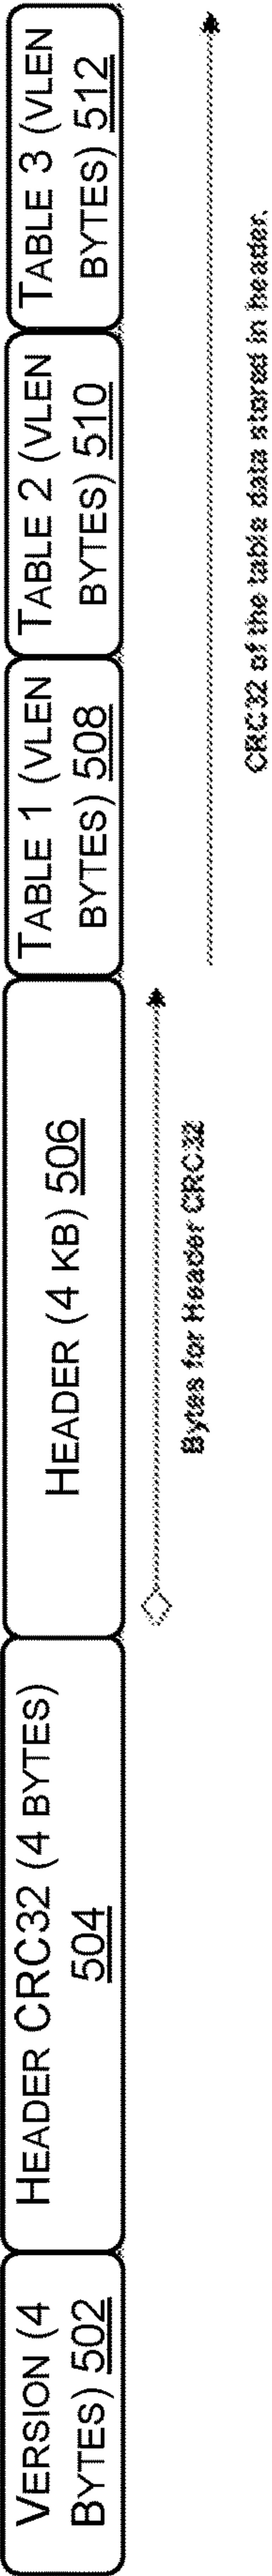 VERSION (4
BYTES) 502
HEADER CRC32 (4 BYTES)
504
HEADER (4 KB) 506
TABLE 1 (VLEN
BYTES) 508
TABLE 2 (VLEN
BYTES) 510
TABLE 3 (VLEN
BYTES) 512
Bytes for Header CRC32
CRC32 of the table data stored in header.